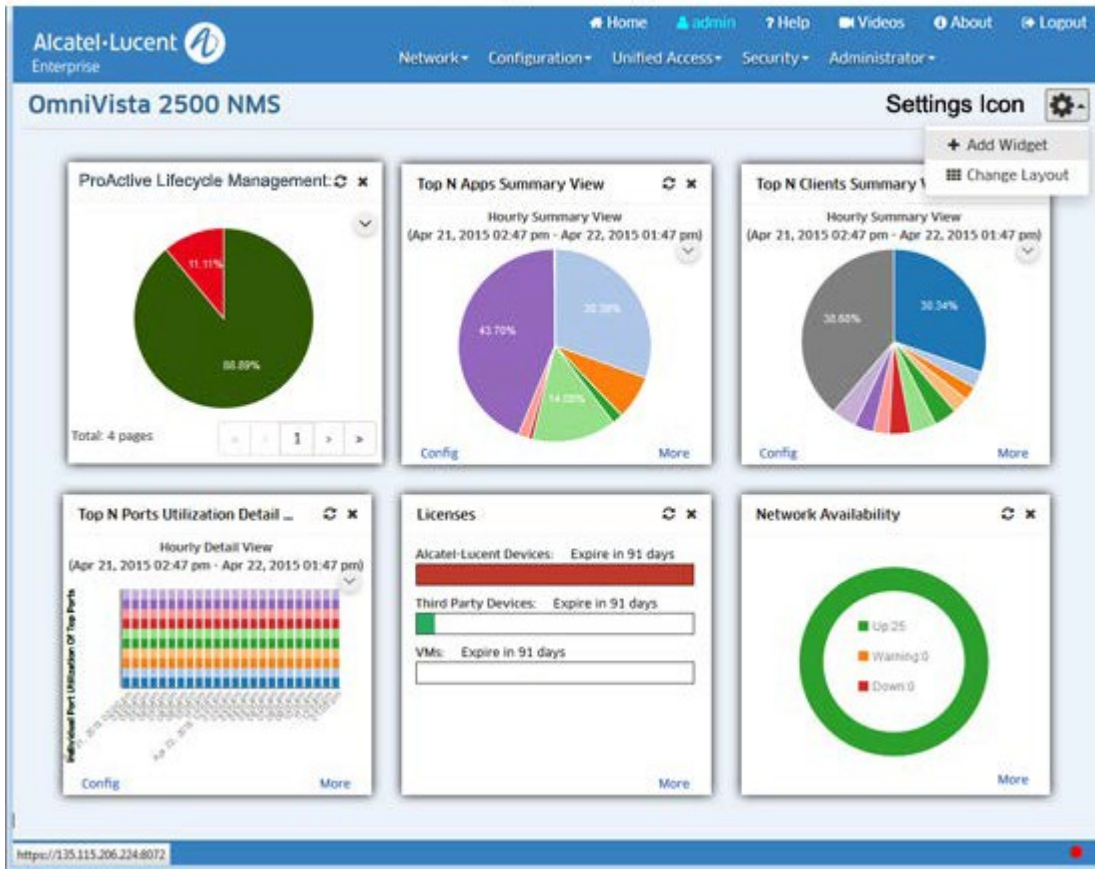 Home admin ? Help Videos About Logout
Alcatel·Lucent
Enterprise
Network Configuration Unified Access Security Administrator
OmniVista 2500 NMS
Settings Icon
+ Add Widget
Change Layout
ProActive Lifecycle Management:
11.11%
88.89%
Total: 4 pages
« ‹ 1 › »
Top N Apps Summary View
Hourly Summary View
(Apr 21, 2015 02:47 pm - Apr 22, 2015 01:47 pm)
43.70%
Config More
Top N Clients Summary
Hourly Summary View
(Apr 21, 2015 02:47 pm - Apr 22, 2015 01:47 pm)
38.68%
30.34%
Config More
Top N Ports Utilization Detail ...
Hourly Detail View
(Apr 21, 2015 02:47 pm - Apr 22, 2015 01:47 pm)
Individual Port Utilization Of Top Ports
Config More
Licenses
Alcatel-Lucent Devices: Expire in 91 days
Third Party Devices: Expire in 91 days
VMs: Expire in 91 days
More
Network Availability
Up:25
Warning:0
Down:0
More
https://135.115.206.224:8072